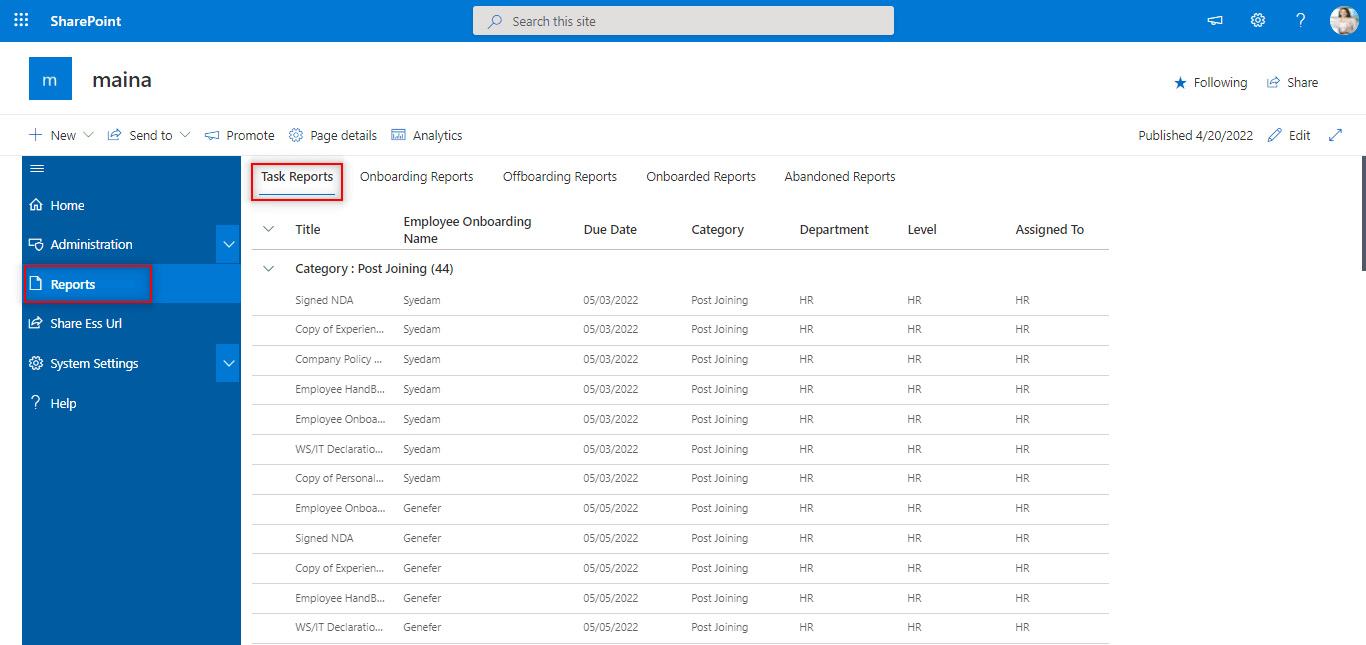 SharePoint
Search this site
?
m
maina
Following
Share
New
Send to
Promote
Page details
Analytics
Published 4/20/2022
Edit
Home
Administration
Reports
Share Ess Url
System Settings
? Help
Task Reports
Onboarding Reports
Offboarding Reports
Onboarded Reports
Abandoned Reports
Title Employee Onboarding Name Due Date Category Department Level Assigned To
Category : Post Joining (44)
Signed NDA Syedam 05/03/2022 Post Joining HR HR HR
Copy of Experien... Syedam 05/03/2022 Post Joining HR HR HR
Company Policy ... Syedam 05/03/2022 Post Joining HR HR HR
Employee HandB... Syedam 05/03/2022 Post Joining HR HR HR
Employee Onboa... Syedam 05/03/2022 Post Joining HR HR HR
WS/IT Declaratio... Syedam 05/03/2022 Post Joining HR HR HR
Copy of Personal... Syedam 05/03/2022 Post Joining HR HR HR
Employee Onboa... Genefer 05/05/2022 Post Joining HR HR HR
Signed NDA Genefer 05/05/2022 Post Joining HR HR HR
Copy of Experien... Genefer 05/05/2022 Post Joining HR HR HR
Employee HandB... Genefer 05/05/2022 Post Joining HR HR HR
WS/IT Declaratio... Genefer 05/05/2022 Post Joining HR HR HR